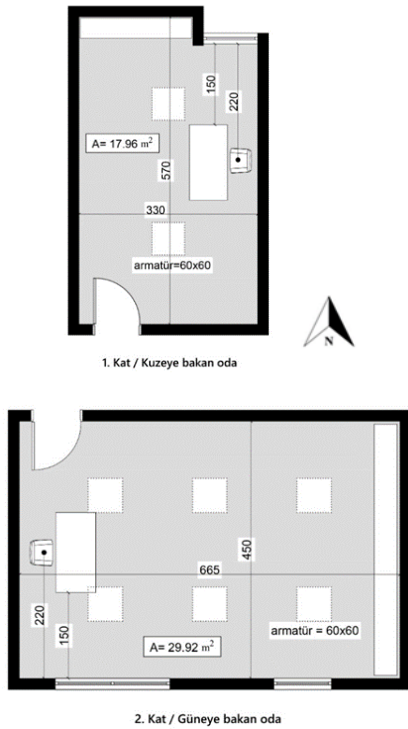 150
220
A= 17.96 m²
570
330
armatür=60x60
N
1. Kat / Kuzeye bakan oda
450
665
220
150
armatür = 60x60
A= 29.92 m²
2. Kat / Güneye bakan oda